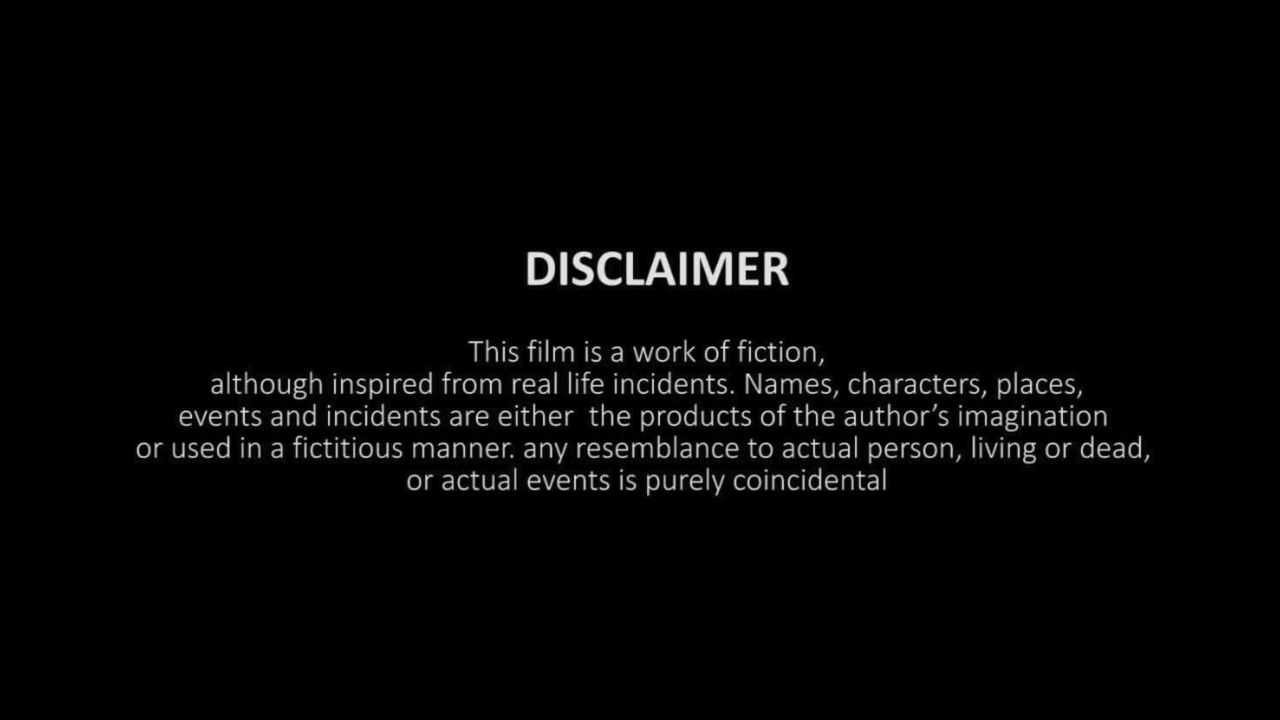 DISCLAIMER
This film is a work of fiction,
although inspired from real life incidents. Names, characters, places,
events and incidents are either  the products of the author’s imagination
or used in a fictitious manner. any resemblance to actual person, living or dead,
or actual events is purely coincidental